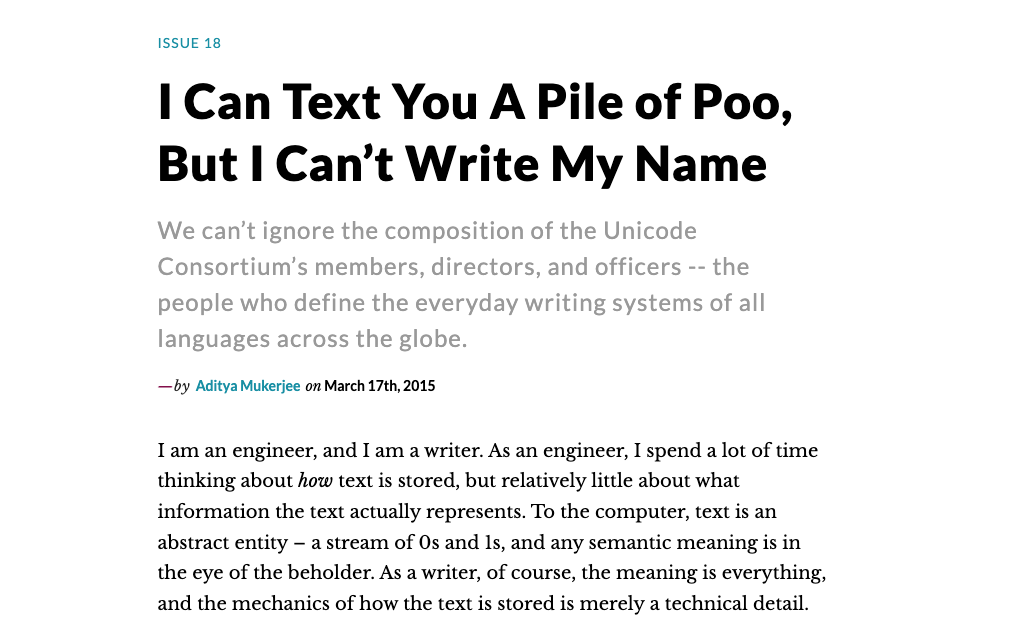 ISSUE 18
I Can Text You A Pile of Poo,
But I Can’t Write My Name
We can’t ignore the composition of the Unicode
Consortium’s members, directors, and officers -- the
people who define the everyday writing systems of all
languages across the globe.
—by Aditya Mukerjee on March 17th, 2015
I am an engineer, and I am a writer. As an engineer, I spend a lot of time
thinking about how text is stored, but relatively little about what
information the text actually represents. To the computer, text is an
abstract entity – a stream of 0s and 1s, and any semantic meaning is in
the eye of the beholder. As a writer, of course, the meaning is everything,
and the mechanics of how the text is stored is merely a technical detail.